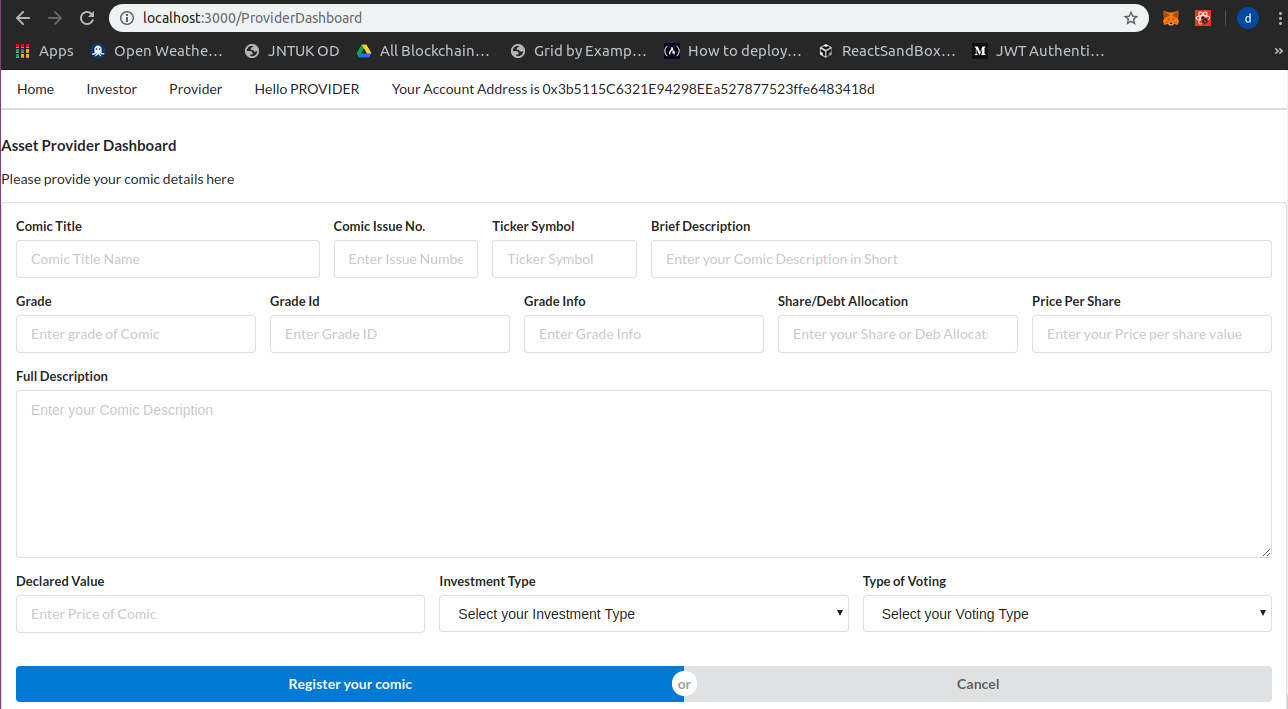 localhost:3000/ProviderDashboard d
Apps Open Weathe... JNTUK OD All Blockchain... Grid by Examp... How to deploy... ReactSandBox... M JWT Authenti... »
Home Investor Provider Hello PROVIDER Your Account Address is 0x3b5115C6321E94298EEa527877523ffe6483418d
Asset Provider Dashboard
Please provide your comic details here
Comic Title Comic Issue No. Ticker Symbol Brief Description
Comic Title Name Enter Issue Numbe Ticker Symbol Enter your Comic Description in Short
Grade Grade Id Grade Info Share/Debt Allocation Price Per Share
Enter grade of Comic Enter Grade ID Enter Grade Info Enter your Share or Deb Allocati Enter your Price per share value
Full Description
Enter your Comic Description
Declared Value Investment Type Type of Voting
Enter Price of Comic Select your Investment Type Select your Voting Type
Register your comic or Cancel